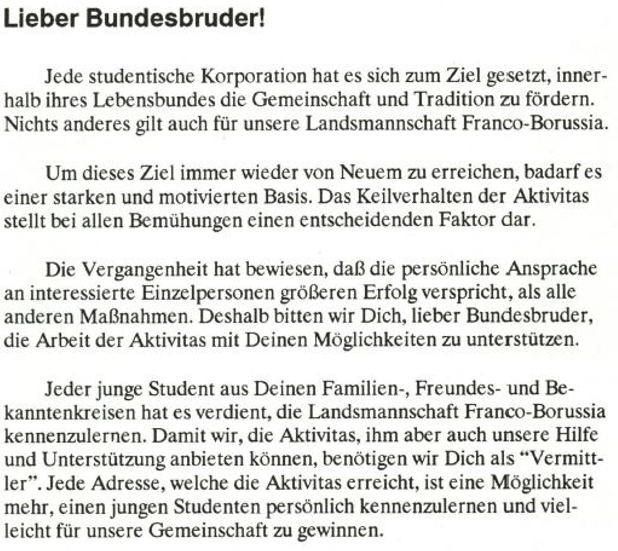 Lieber Bundesbruder!
Jede studentische Korporation hat es sich zum Ziel gesetzt, inner-
halb ihres Lebensbundes die Gemeinschaft und Tradition zu fördern.
Nichts anderes gilt auch für unsere Landsmannschaft Franco-Borussia.
Um dieses Ziel immer wieder von Neuem zu erreichen, badarf es
einer starken und motivierten Basis. Das Keilverhalten der Aktivitas
stellt bei allen Bemühungen einen entscheidenden Faktor dar.
Die Vergangenheit hat bewiesen, daß die persönliche Ansprache
an interessierte Einzelpersonen größeren Erfolg verspricht, als alle
anderen Maßnahmen. Deshalb bitten wir Dich, lieber Bundesbruder,
die Arbeit der Aktivitas mit Deinen Möglichkeiten zu unterstützen.
Jeder junge Student aus Deinen Familien-, Freundes- und Be-
kanntenkreisen hat es verdient, die Landsmannschaft Franco-Borussia
kennenzulernen. Damit wir, die Aktivitas, ihm aber auch unsere Hilfe
und Unterstützung anbieten können, benötigen wir Dich als “Vermitt-
ler”. Jede Adresse, welche die Aktivitas erreicht, ist eine Möglichkeit
mehr, einen jungen Studenten persönlich kennenzulernen und viel-
leicht für unsere Gemeinschaft zu gewinnen.